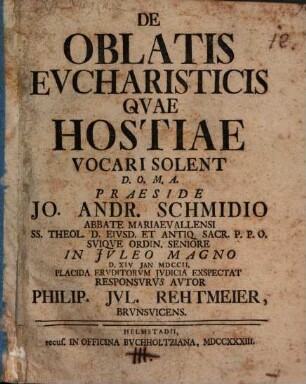 DE
OBLATIS
EVCHARISTICIS
QVAE
HOSTIAE
VOCARI SOLENT
D. O. M. A.
PRAESIDE
JO. ANDR. SCHMIDIO
ABBATE MARIAEVALLENSI
SS. THEOL. D. EIVSD. ET ANTIQ. SACR. P. P. O.
SVIQVE ORDIN. SENIORE
IN JVLEO MAGNO
D. XIV JAN MDCCII.
PLACIDA ERVDITORVM JVDICIA EXSPECTAT
RESPONSVRVS AVTOR
PHILIP. JVL. REHTMEIER,
BRVNSVICENS.
HELMSTADII,
recus. IN OFFICINA BVCHHOLTZIANA, MDCCXXXIII.